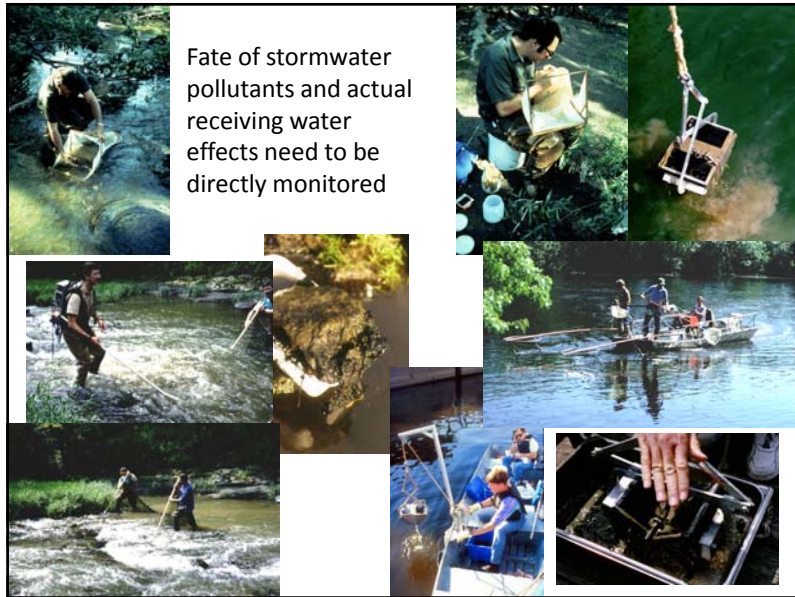 Fate of stormwater
pollutants and actual
receiving water
effects need to be
directly monitored